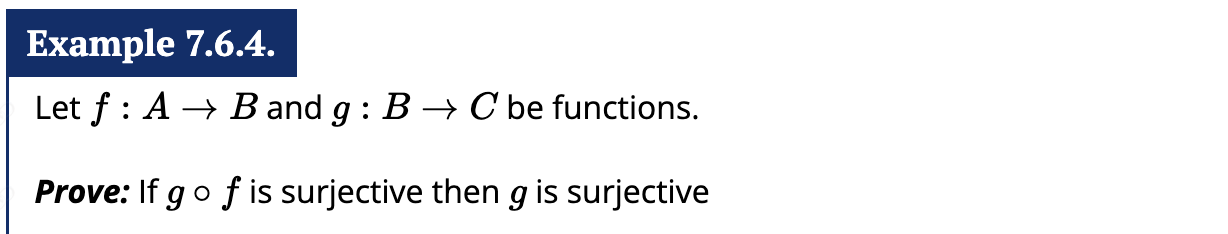 Example 7.6.4.
Let f : A → B and g : B → C be functions.
Prove: If g ∘ f is surjective then g is surjective